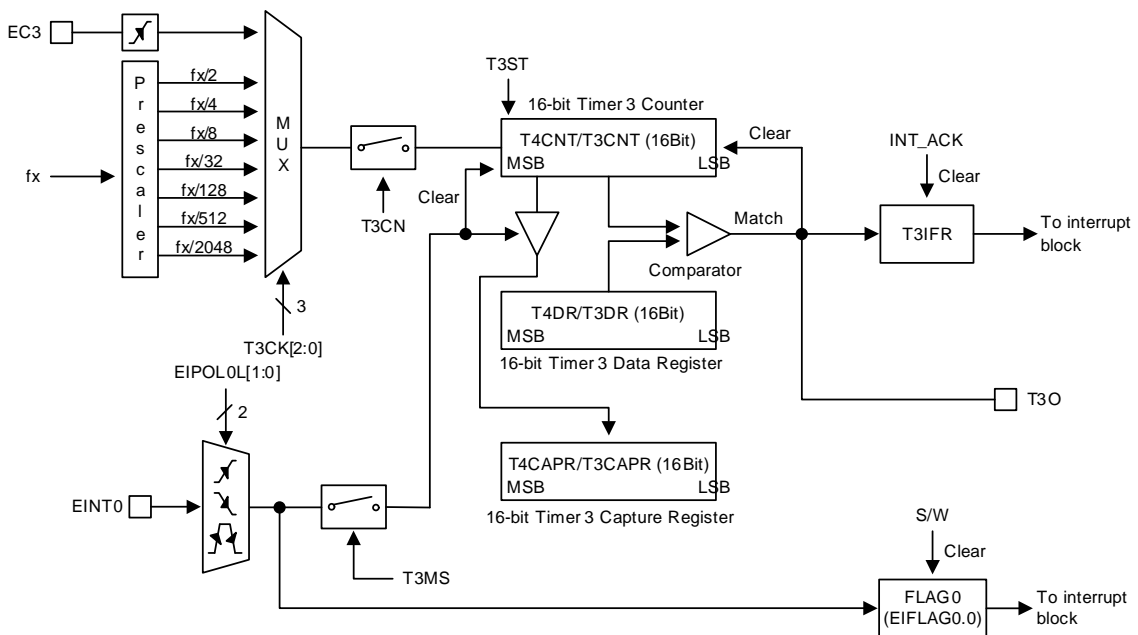 EC3
Prescaler
fx
fx/2
fx/4
fx/8
fx/32
fx/128
fx/512
fx/2048
MUX
3
T3CK[2:0]
T3CN
T3ST
16-bit Timer 3 Counter
T4CNT/T3CNT (16Bit)
MSB LSB
Clear
Clear
INT_ACK
Clear
Match
Comparator
T3IFR
To interrupt
block
T4DR/T3DR (16Bit)
MSB LSB
16-bit Timer 3 Data Register
T3O
EIPOL0L[1:0]
2
EINT0
T3MS
T4CAPR/T3CAPR (16Bit)
MSB LSB
16-bit Timer 3 Capture Register
S/W
Clear
FLAG0
(EIFLAG0.0)
To interrupt
block